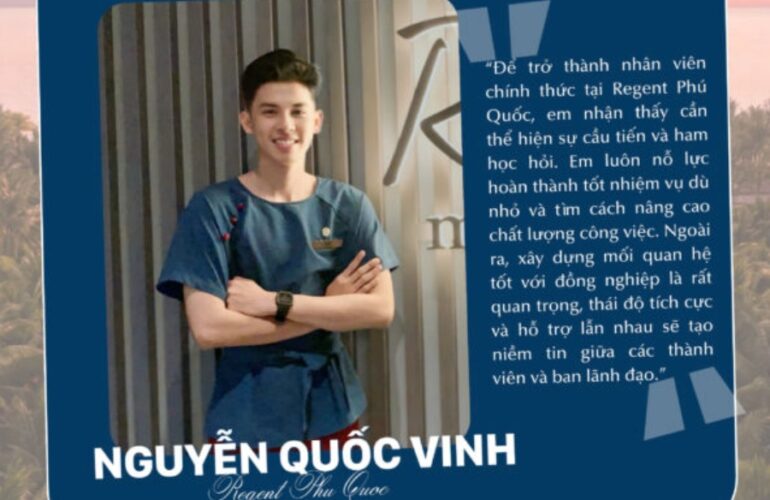 “Để trở thành nhân viên
chính thức tại Regent Phú
Quốc, em nhận thấy cần
thể hiện sự cầu tiến và ham
học hỏi. Em luôn nỗ lực
hoàn thành tốt nhiệm vụ dù
nhỏ và tìm cách nâng cao
chất lượng công việc. Ngoài
ra, xây dựng mối quan hệ
tốt với đồng nghiệp là rất
quan trọng, thái độ tích cực
và hỗ trợ lẫn nhau sẽ tạo
niềm tin giữa các thành
viên và ban lãnh đạo.”
NGUYỄN QUỐC VINH
Regent Phu Quoc